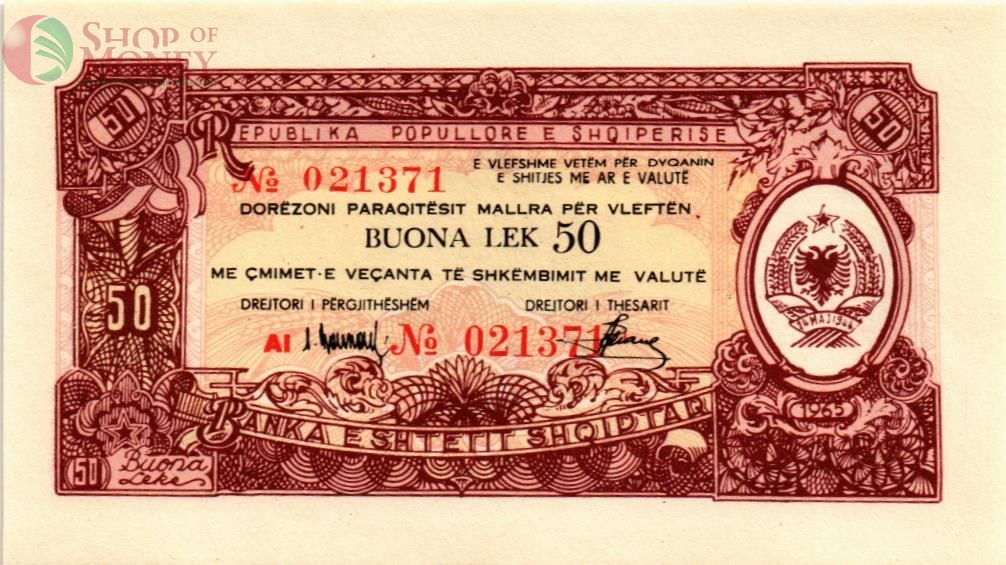 SHOP OF
MONEY
50 50
REPUBLIKA POPULLORE E SHQIPERISE
E VLEFSHME VETËM PËR DYQANIN
E SHITJES ME AR E VALUTË
№ 021371
DORËZONI PARAQITËSIT MALLRA PËR VLEFTËN
BUONA LEK 50
ME ÇMIMET·E VEÇANTA TË SHKËMBIMIT ME VALUTË
50
DREJTORI I PËRGJITHËSHËM DREJTORI I THESARIT
AI № 021371
1965
BANKA E SHTETIT SHQIPTAR
50 Buona
Leke